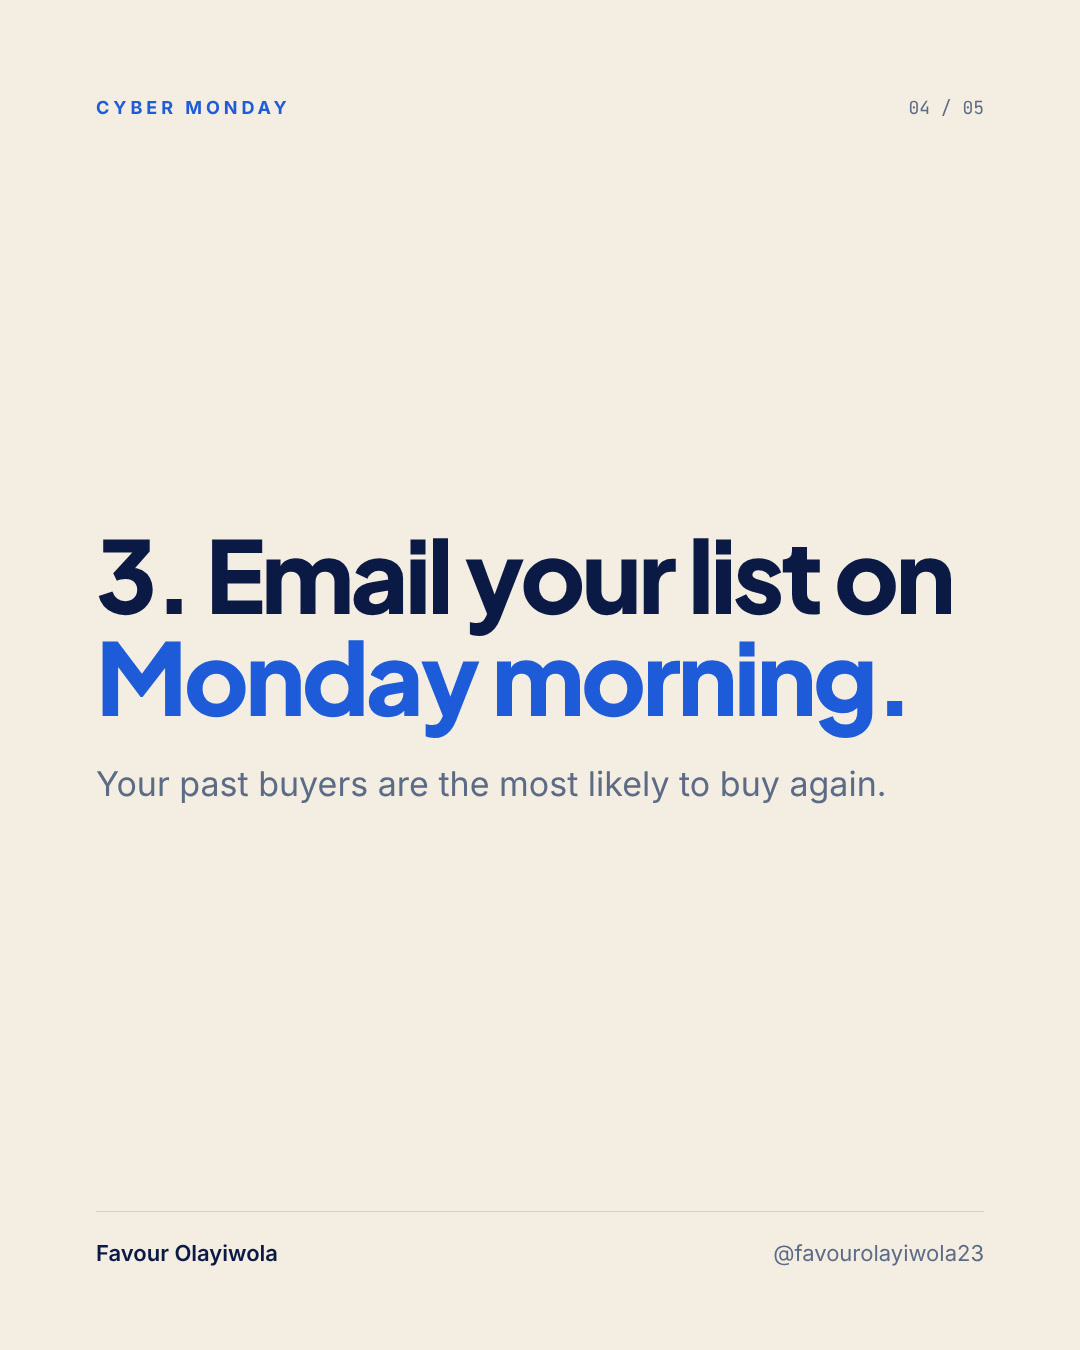 CYBER MONDAY
04 / 05
3. Email your list on
Monday morning.
Your past buyers are the most likely to buy again.
Favour Olayiwola
@favourolayiwola23